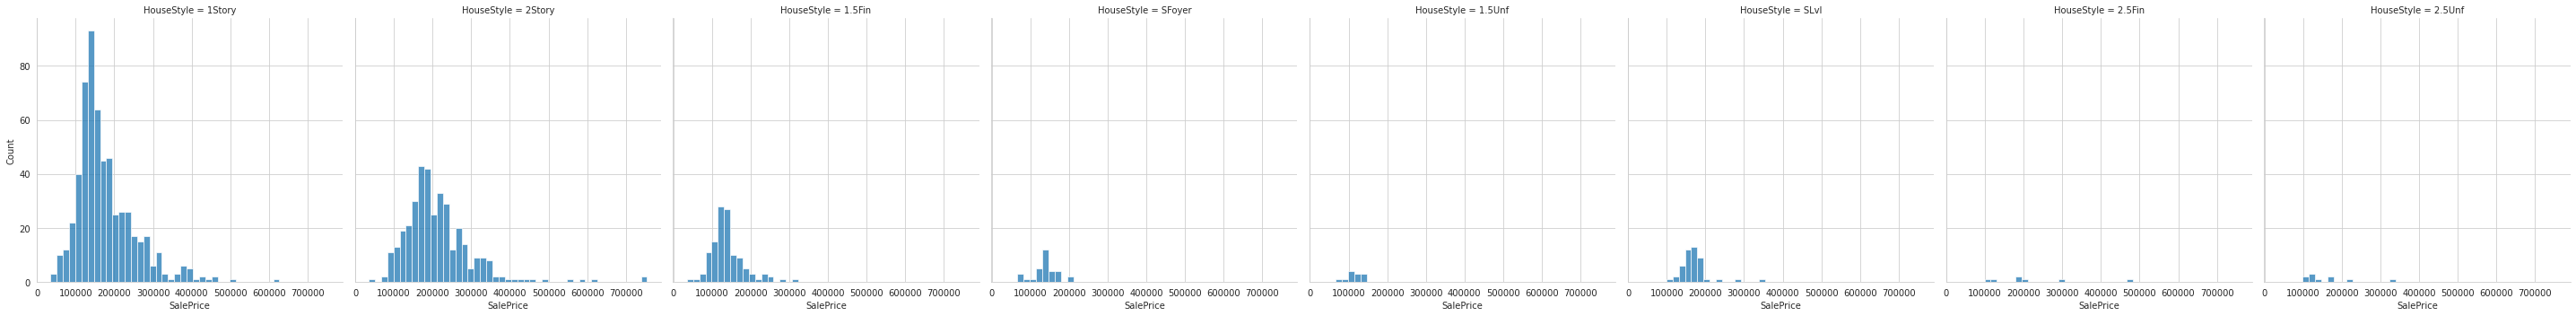 HouseStyle = 1Story
HouseStyle = 2Story
HouseStyle = 1.5Fin
HouseStyle = SFoyer
HouseStyle = 1.5Unf
HouseStyle = SLvl
HouseStyle = 2.5Fin
HouseStyle = 2.5Unf
Count
80
60
40
20
0
0 100000 200000 300000 400000 500000 600000 700000
0 100000 200000 300000 400000 500000 600000 700000
0 100000 200000 300000 400000 500000 600000 700000
0 100000 200000 300000 400000 500000 600000 700000
0 100000 200000 300000 400000 500000 600000 700000
0 100000 200000 300000 400000 500000 600000 700000
0 100000 200000 300000 400000 500000 600000 700000
0 100000 200000 300000 400000 500000 600000 700000
SalePrice
SalePrice
SalePrice
SalePrice
SalePrice
SalePrice
SalePrice
SalePrice